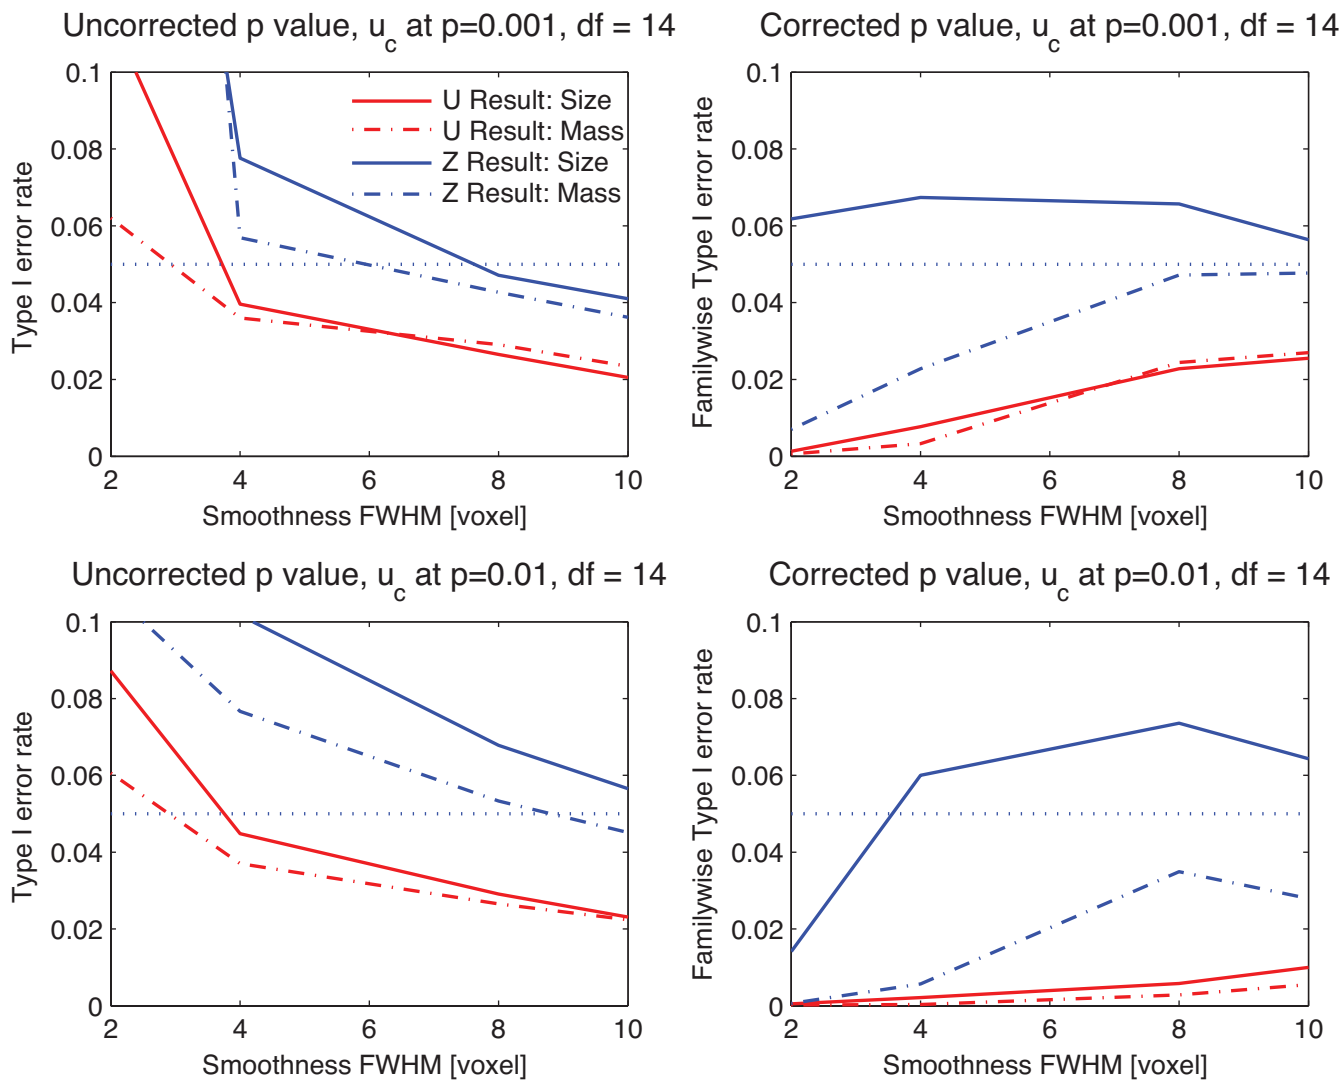 Uncorrected p value, u_c at p=0.001, df = 14
0.1
0.08
0.06
0.04
0.02
0
Type I error rate
U Result: Size
U Result: Mass
Z Result: Size
Z Result: Mass
2 4 6 8 10
Smoothness FWHM [voxel]
Corrected p value, u_c at p=0.001, df = 14
0.1
0.08
0.06
0.04
0.02
0
Familywise Type I error rate
2 4 6 8 10
Smoothness FWHM [voxel]
Uncorrected p value, u_c at p=0.01, df = 14
0.1
0.08
0.06
0.04
0.02
0
Type I error rate
2 4 6 8 10
Smoothness FWHM [voxel]
Corrected p value, u_c at p=0.01, df = 14
0.1
0.08
0.06
0.04
0.02
0
Familywise Type I error rate
2 4 6 8 10
Smoothness FWHM [voxel]